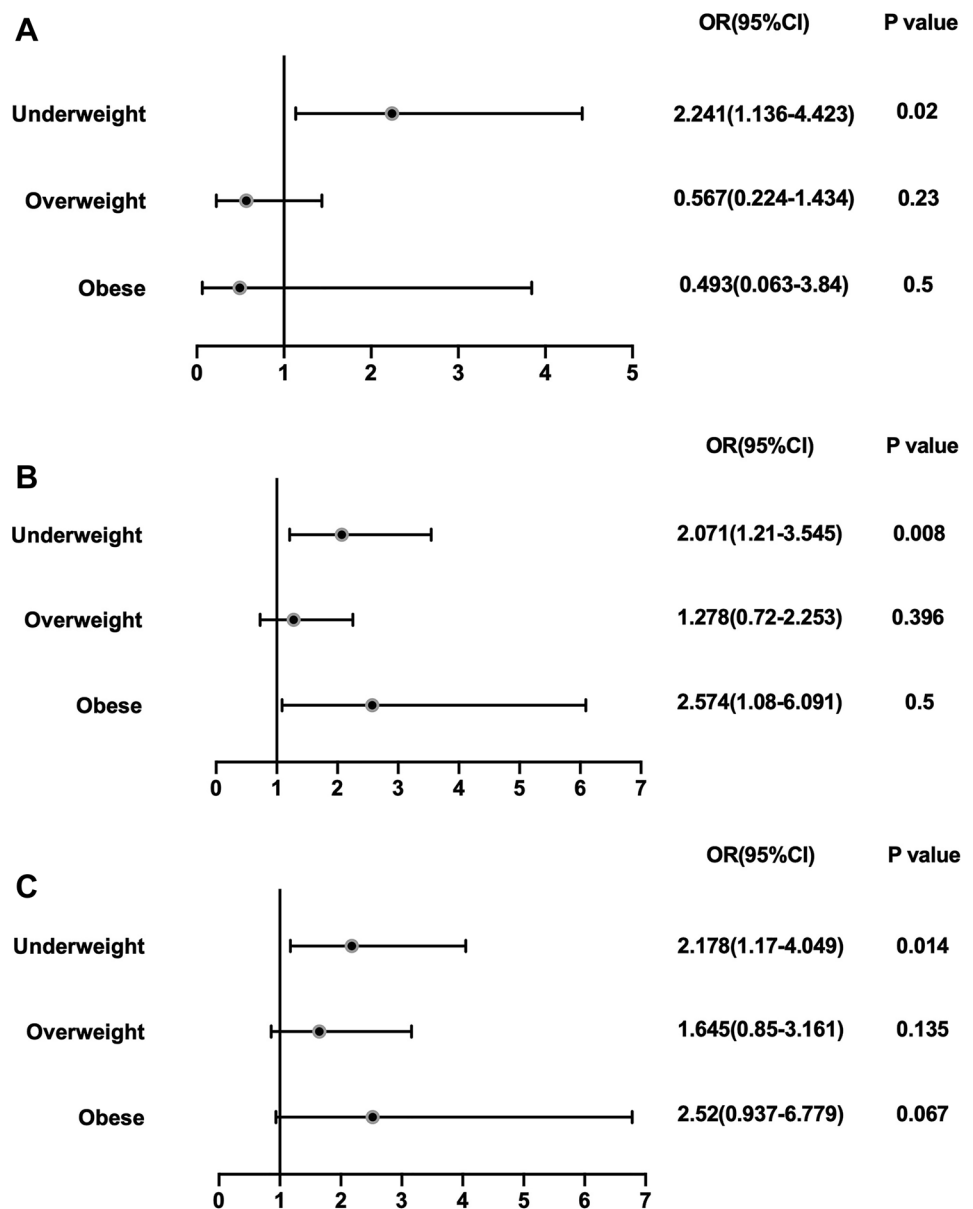 A OR(95%CI) P value
Underweight 2.241(1.136-4.423) 0.02
Overweight 0.567(0.224-1.434) 0.23
Obese 0.493(0.063-3.84) 0.5
0 1 2 3 4 5
B OR(95%CI) P value
Underweight 2.071(1.21-3.545) 0.008
Overweight 1.278(0.72-2.253) 0.396
Obese 2.574(1.08-6.091) 0.5
0 1 2 3 4 5 6 7
C OR(95%CI) P value
Underweight 2.178(1.17-4.049) 0.014
Overweight 1.645(0.85-3.161) 0.135
Obese 2.52(0.937-6.779) 0.067
0 1 2 3 4 5 6 7